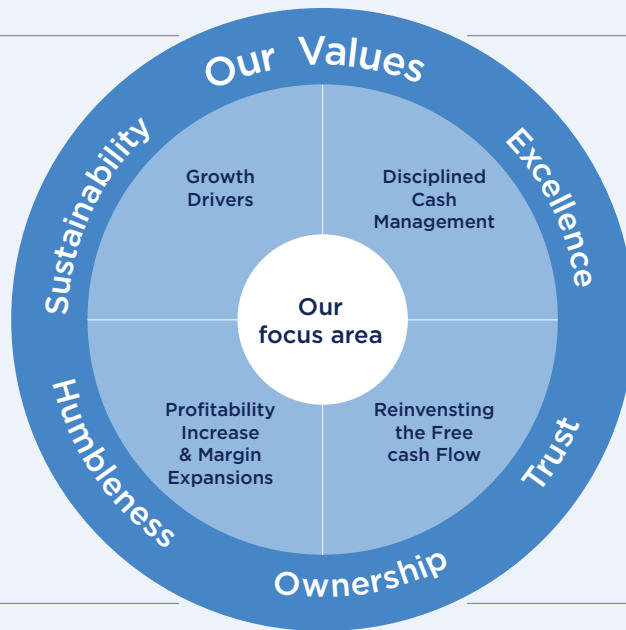 Our Values
Sustainability
Excellence
Growth
Drivers
Disciplined
Cash
Management
Our
focus area
Profitability
Increase
& Margin
Expansions
Reinvensting
the Free
cash Flow
Humbleness
Trust
Ownership